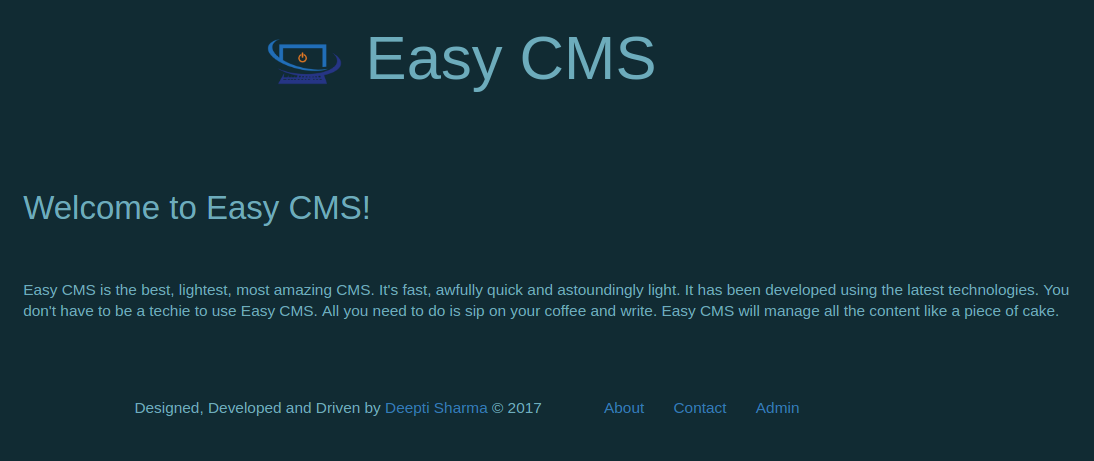 Easy CMS
Welcome to Easy CMS!
Easy CMS is the best, lightest, most amazing CMS. It's fast, awfully quick and astoundingly light. It has been developed using the latest technologies. You
don't have to be a techie to use Easy CMS. All you need to do is sip on your coffee and write. Easy CMS will manage all the content like a piece of cake.
Designed, Developed and Driven by Deepti Sharma © 2017 About Contact Admin